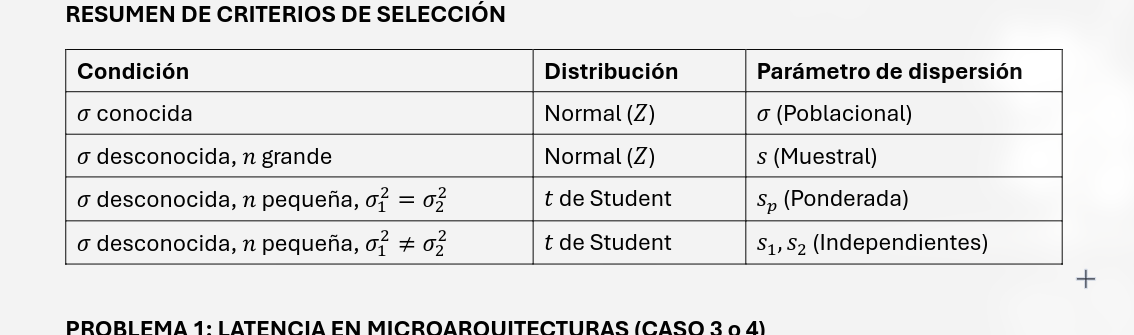 RESUMEN DE CRITERIOS DE SELECCIÓN
Condición Distribución Parámetro de dispersión
σ conocida Normal (Z) σ (Poblacional)
σ desconocida, n grande Normal (Z) s (Muestral)
σ desconocida, n pequeña, σ₁² = σ₂² t de Student sₚ (Ponderada)
σ desconocida, n pequeña, σ₁² ≠ σ₂² t de Student s₁, s₂ (Independientes)
PROBLEMA 1: LATENCIA EN MICROARQUITECTURAS (CASO 3 o 4)